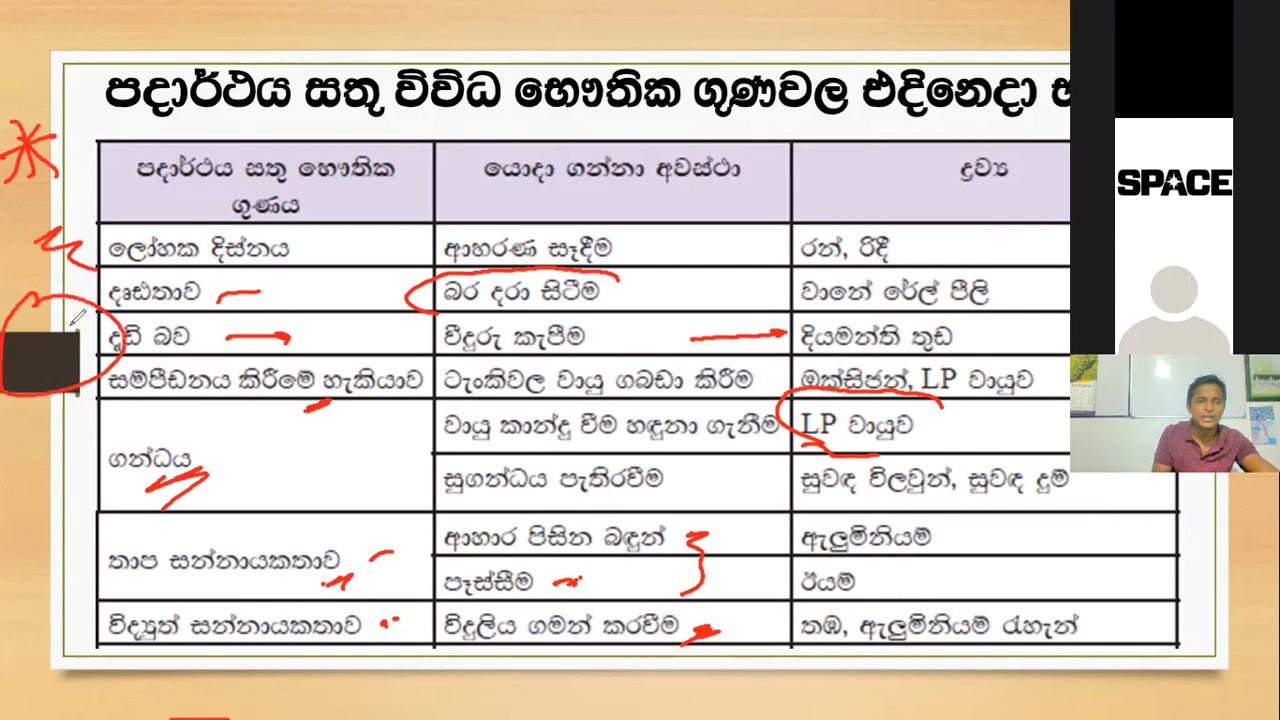 පදාර්ථය සතු විවිධ භෞතික ගුණවල එදිනෙදා
SPACE
පදාර්ථය සතු භෞතික ගුණය
යොදා ගන්නා අවස්ථා
ද්‍රව්‍ය
ලෝහක දිස්නය
ආහරණ සෑදීම
රන්, රිදී
දෘඪතාව
බර දරා සිටීම
වානේ රේල් පීලි
දෘඩ බව
වීදුරු කැපීම
දියමන්ති තුඩ
සම්පීඩනය කිරීමේ හැකියාව
ටැංකිවල වායු ගබඩා කිරීම
ඔක්සිජන්, LP වායුව
ගන්ධය
වායු කාන්දු වීම හඳුනා ගැනීම
LP වායුව
සුගන්ධය පැතිරවීම
සුවඳ විලවුන්, සුවඳ දුම්
තාප සන්නායකතාව
ආහාර පිසින බඳුන්
ඇලුමිනියම්
පෑස්සීම
ඊයම්
විද්‍යුත් සන්නායකතාව
විදුලිය ගමන් කරවීම
තඹ, ඇලුමිනියම් රැහැන්